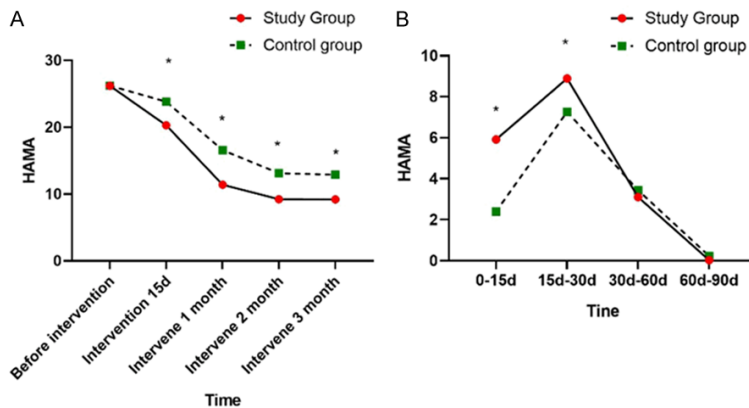 A
Study Group
Control group
*
*
*
*
HAMA
30
20
10
0
Before intervention
Intervention 15d
Intervene 1 month
Intervene 2 month
Intervene 3 month
Time
B
Study Group
Control group
*
*
HAMA
10
8
6
4
2
0
0-15d
15d-30d
30d-60d
60d-90d
Tine